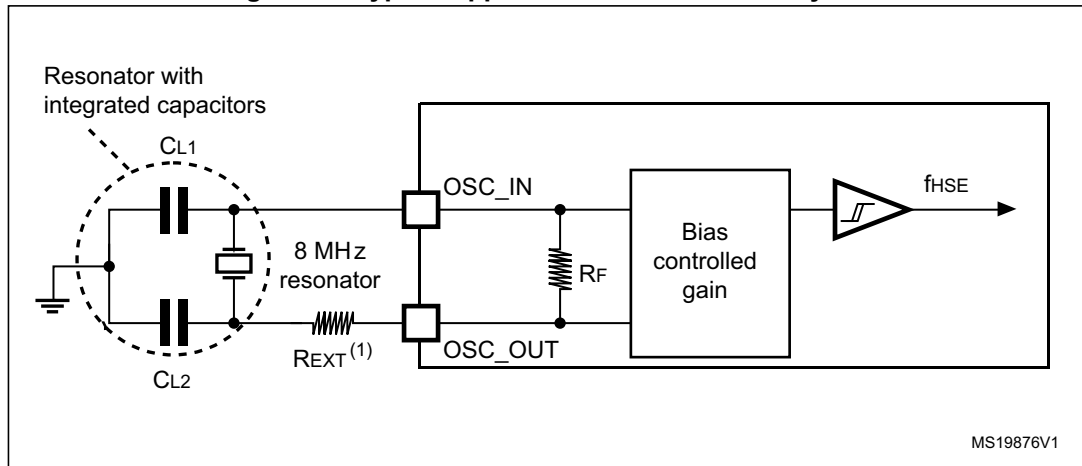 Resonator with
integrated capacitors
CL1
OSC_IN
fHSE
8 MHz
resonator
RF
Bias
controlled
gain
REXT(1)
OSC_OUT
CL2
MS19876V1